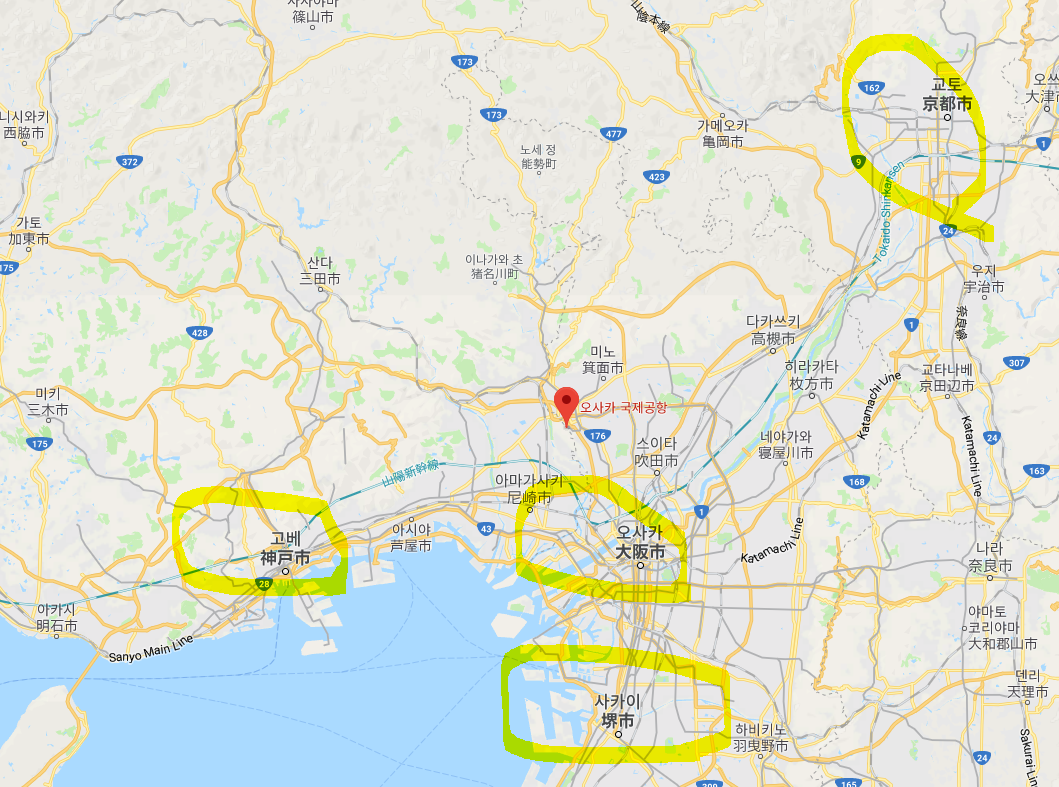 사사야마
篠山市
山陰本線
173
162
교토
京都市
오쓰
大津市
니시와키
西脇市
173
가메오카
亀岡市
477
1
372
노세 정
能勢町
9
423
Tokaido Shinkansen
가토
加東市
24
175
산다
三田市
이나가와 초
猪名川町
우지
宇治市
428
다카쓰키
高槻市
1
奈良線
미노
箕面市
히라카타
枚方市
307
교타나베
京田辺市
마키
三木市
오사카 국제공항
Katamachi Line
175
176
스이타
吹田市
네야가와
寝屋川市
Katamachi Line
24
山陽新幹線
163
아마가사키
尼崎市
168
1
고베
神戸市
아시야
芦屋市
43
오사카
大阪市
Katamachi Line
나라
奈良市
28
아카시
明石市
야마토
코리야마
大和郡山市
Sanyo Main Line
덴리
天理市
사카이
堺市
하비키노
羽曳野市
Sakurai Line
24
309
165